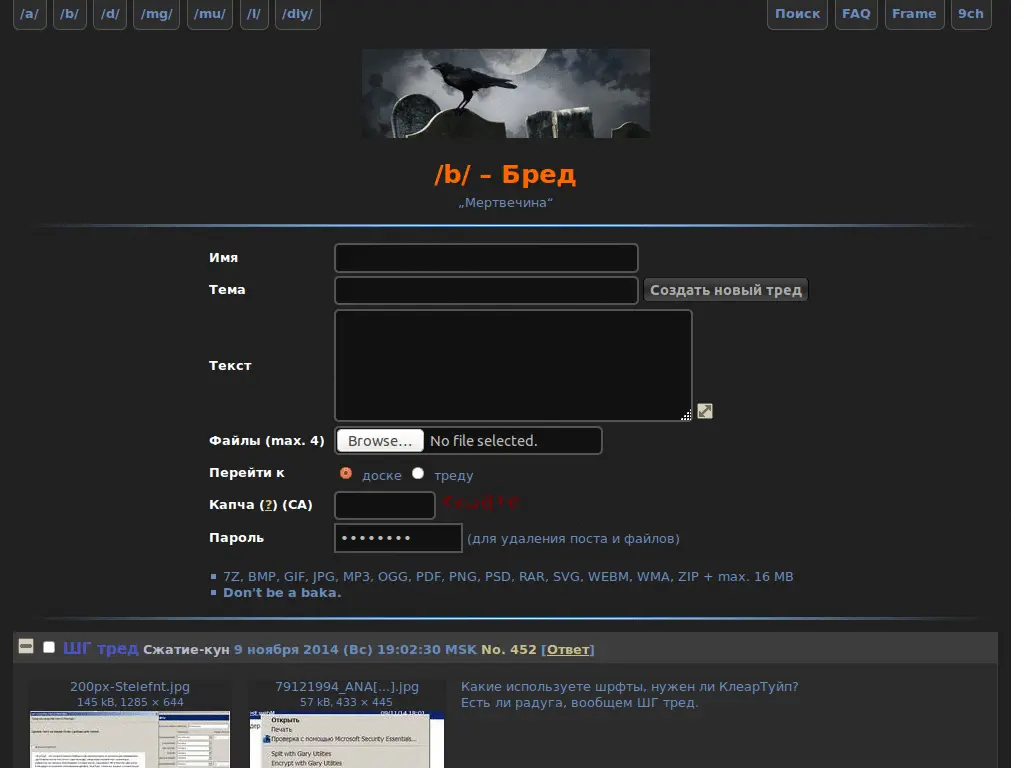 /a/ /b/ /d/ /mg/ /mu/ /l/ /diy/ Поиск FAQ Frame 9ch
/b/ – Бред
„Мертвечина“
Имя
Тема Создать новый тред
Текст
Файлы (max. 4) Browse... No file selected.
Перейти к доске треду
Капча (?) (CA)
Пароль (для удаления поста и файлов)
7Z, BMP, GIF, JPG, MP3, OGG, PDF, PNG, PSD, RAR, SVG, WEBM, WMA, ZIP + max. 16 MB
Don't be a baka.
ШГ тред Сжатие-кун 9 ноября 2014 (Вс) 19:02:30 MSK No. 452 [Ответ]
200px-Stelefnt.jpg 79121994_ANA[...].jpg Какие используете шрфты, нужен ли КлеарТуйп?
145 kB, 1285 × 644 57 kB, 433 × 445 Есть ли радуга, вообщем ШГ тред.
Открыть
Печать
Проверка с помощью Microsoft Security Essentials...
Split with Glary Utilities
Encrypt with Glary Utilities